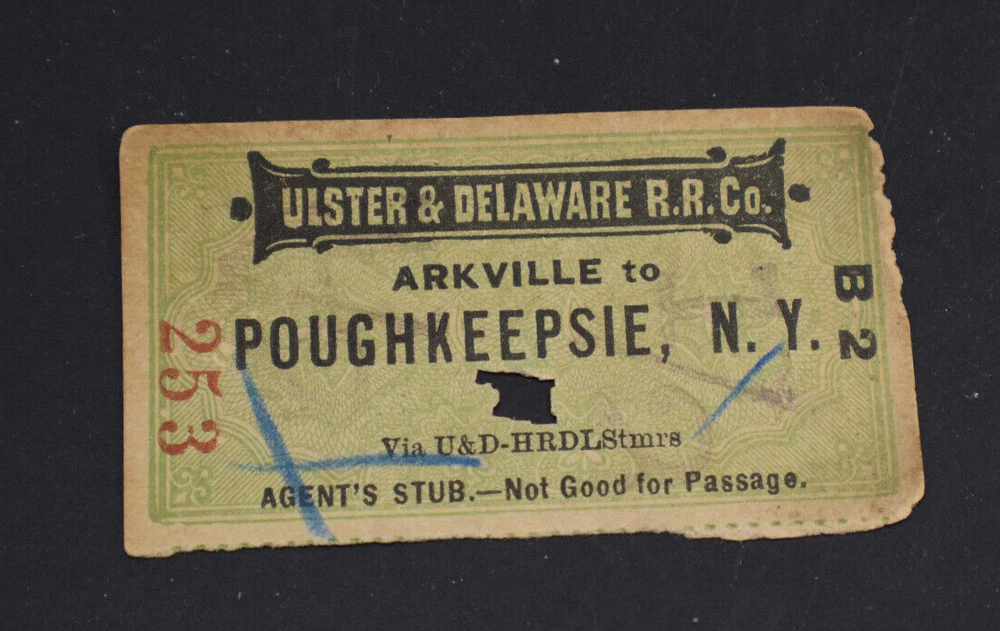 ULSTER & DELAWARE R.R. Co.
ARKVILLE to
POUGHKEEPSIE, N. Y.
Via U&D-HRDLStmrs
AGENT'S STUB.—Not Good for Passage.
253
B 2